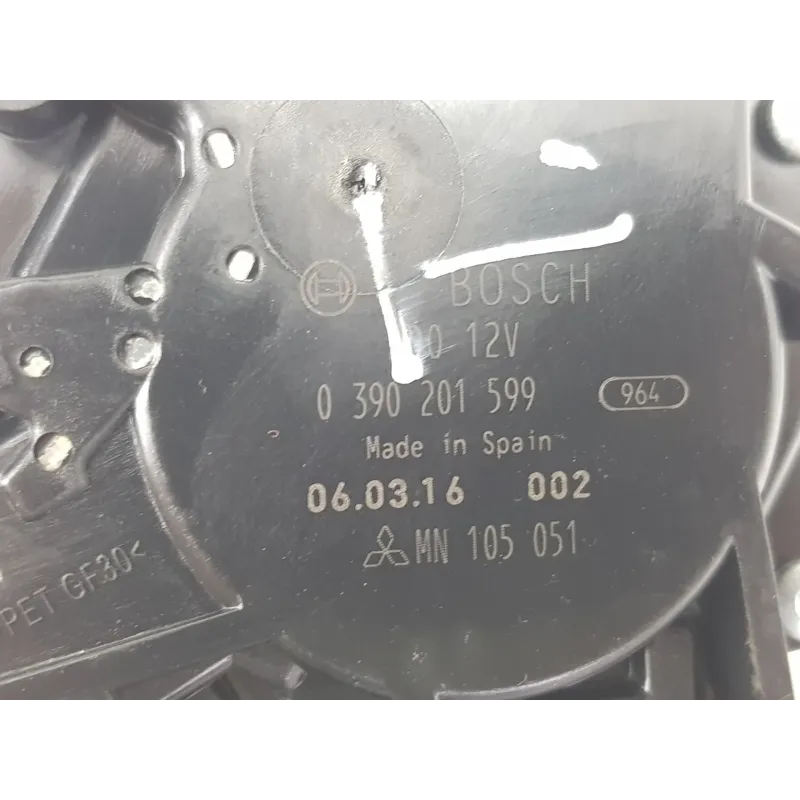 BOSCH
12V
0 390 201 599 964
Made in Spain
06.03.16 002
MN 105 051
PET GF30<